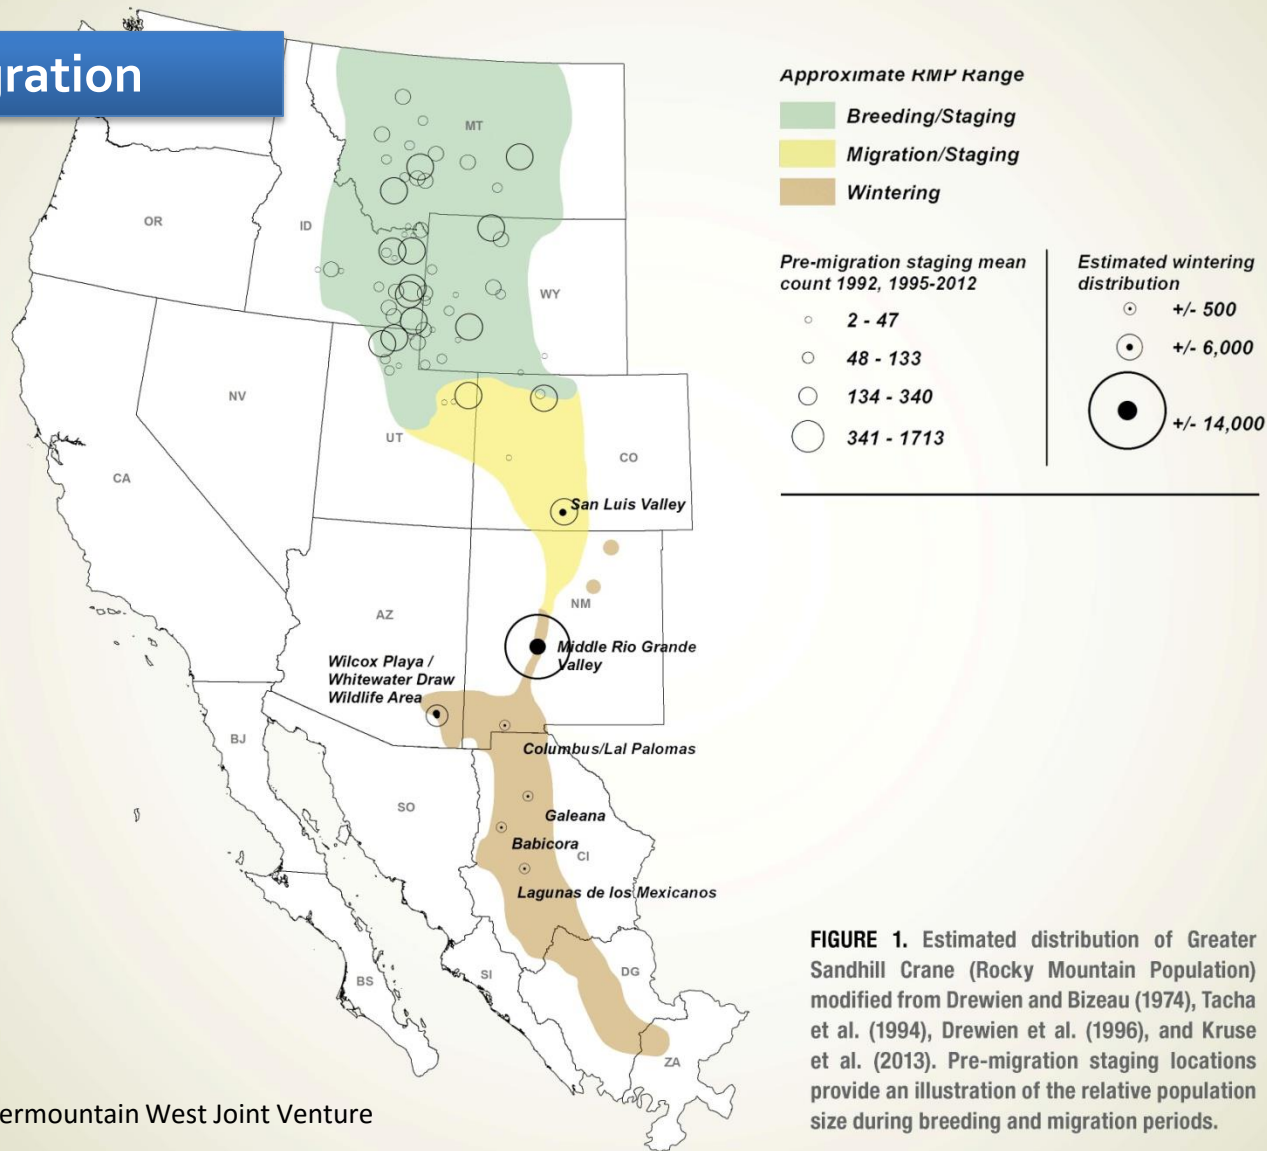 gration
Approximate RMP Range
Breeding/Staging
Migration/Staging
Wintering
Pre-migration staging mean
count 1992, 1995-2012
2 - 47
48 - 133
134 - 340
341 - 1713
Estimated wintering
distribution
+/- 500
+/- 6,000
+/- 14,000
MT
OR
ID
WY
NV
UT
CO
CA
San Luis Valley
AZ
NM
Middle Rio Grande
Valley
Wilcox Playa /
Whitewater Draw
Wildlife Area
BJ
Columbus/Lal Palomas
SO
Galeana
Babicora
CI
Lagunas de los Mexicanos
SI
DG
BS
ZA
FIGURE 1. Estimated distribution of Greater
Sandhill Crane (Rocky Mountain Population)
modified from Drewien and Bizeau (1974), Tacha
et al. (1994), Drewien et al. (1996), and Kruse
et al. (2013). Pre-migration staging locations
provide an illustration of the relative population
size during breeding and migration periods.
ermountain West Joint Venture